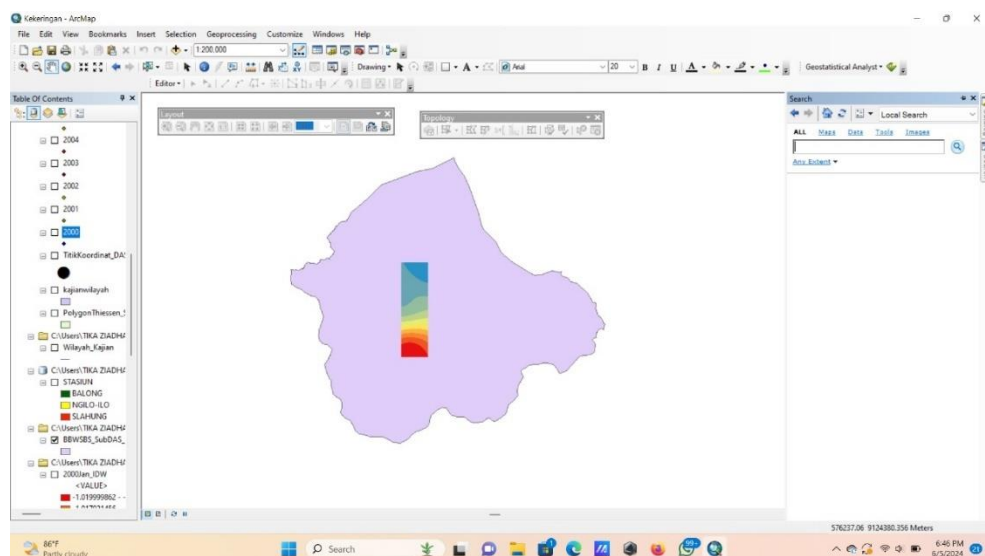 Kekeringan - ArcMap
File Edit View Bookmarks Insert Selection Geoprocessing Customize Windows Help
1:200.000
Drawing Arial 20 B I U A Geostatistical Analyst
Editor
Table Of Contents
2004
2003
2002
2001
2000
TitikKoordinat_DA
kajianwilayah
PolygonThiessen_
C:\Users\TIKA ZIADHA
Wilayah_Kajian
C:\Users\TIKA ZIADHA
STASIUN
BALONG
NGILO-ILO
SLAHUNG
C:\Users\TIKA ZIADHA
BBWSBS_SubDAS_
C:\Users\TIKA ZIADHA
2000Jan_IDW
<VALUE>
-1.019999862 -
Layout
Topology
Search
Local Search
ALL Maps Data Tools Images
Any Extent
576237.06 9124380.356 Meters
86°F
Partly cloudy
Search
99+
6:46 PM
6/5/2024